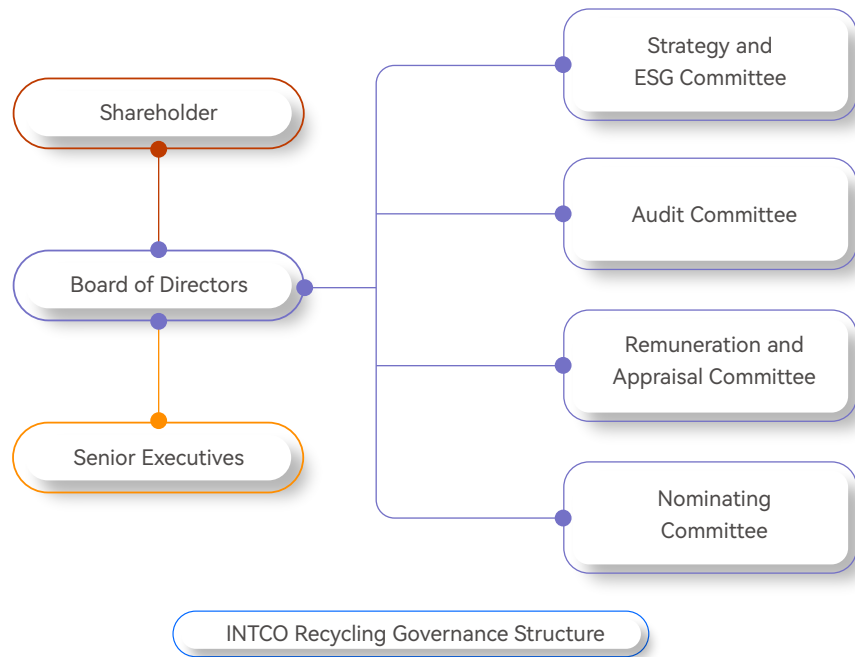 Shareholder
Board of Directors
Senior Executives
Strategy and
ESG Committee
Audit Committee
Remuneration and
Appraisal Committee
Nominating
Committee
INTCO Recycling Governance Structure